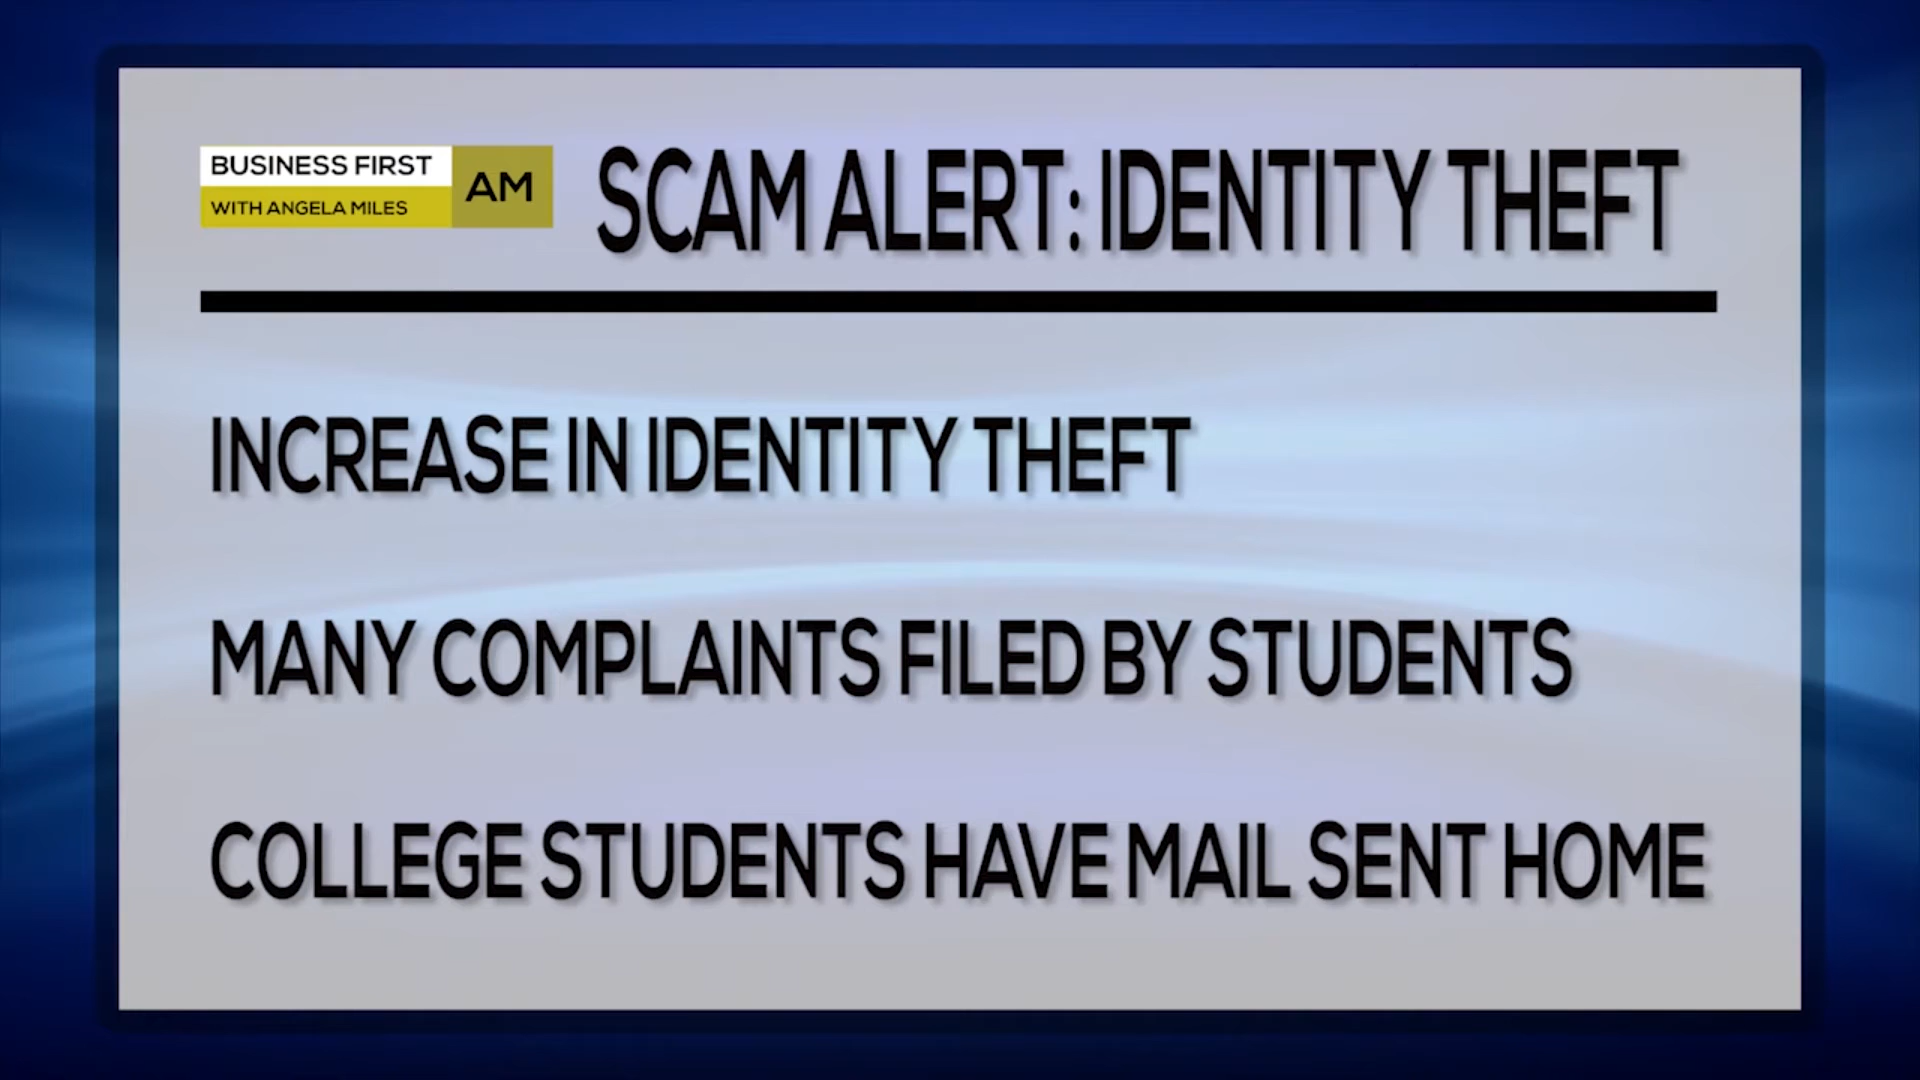 BUSINESS FIRST
WITH ANGELA MILES
AM
SCAM ALERT: IDENTITY THEFT
INCREASE IN IDENTITY THEFT
MANY COMPLAINTS FILED BY STUDENTS
COLLEGE STUDENTS HAVE MAIL SENT HOME